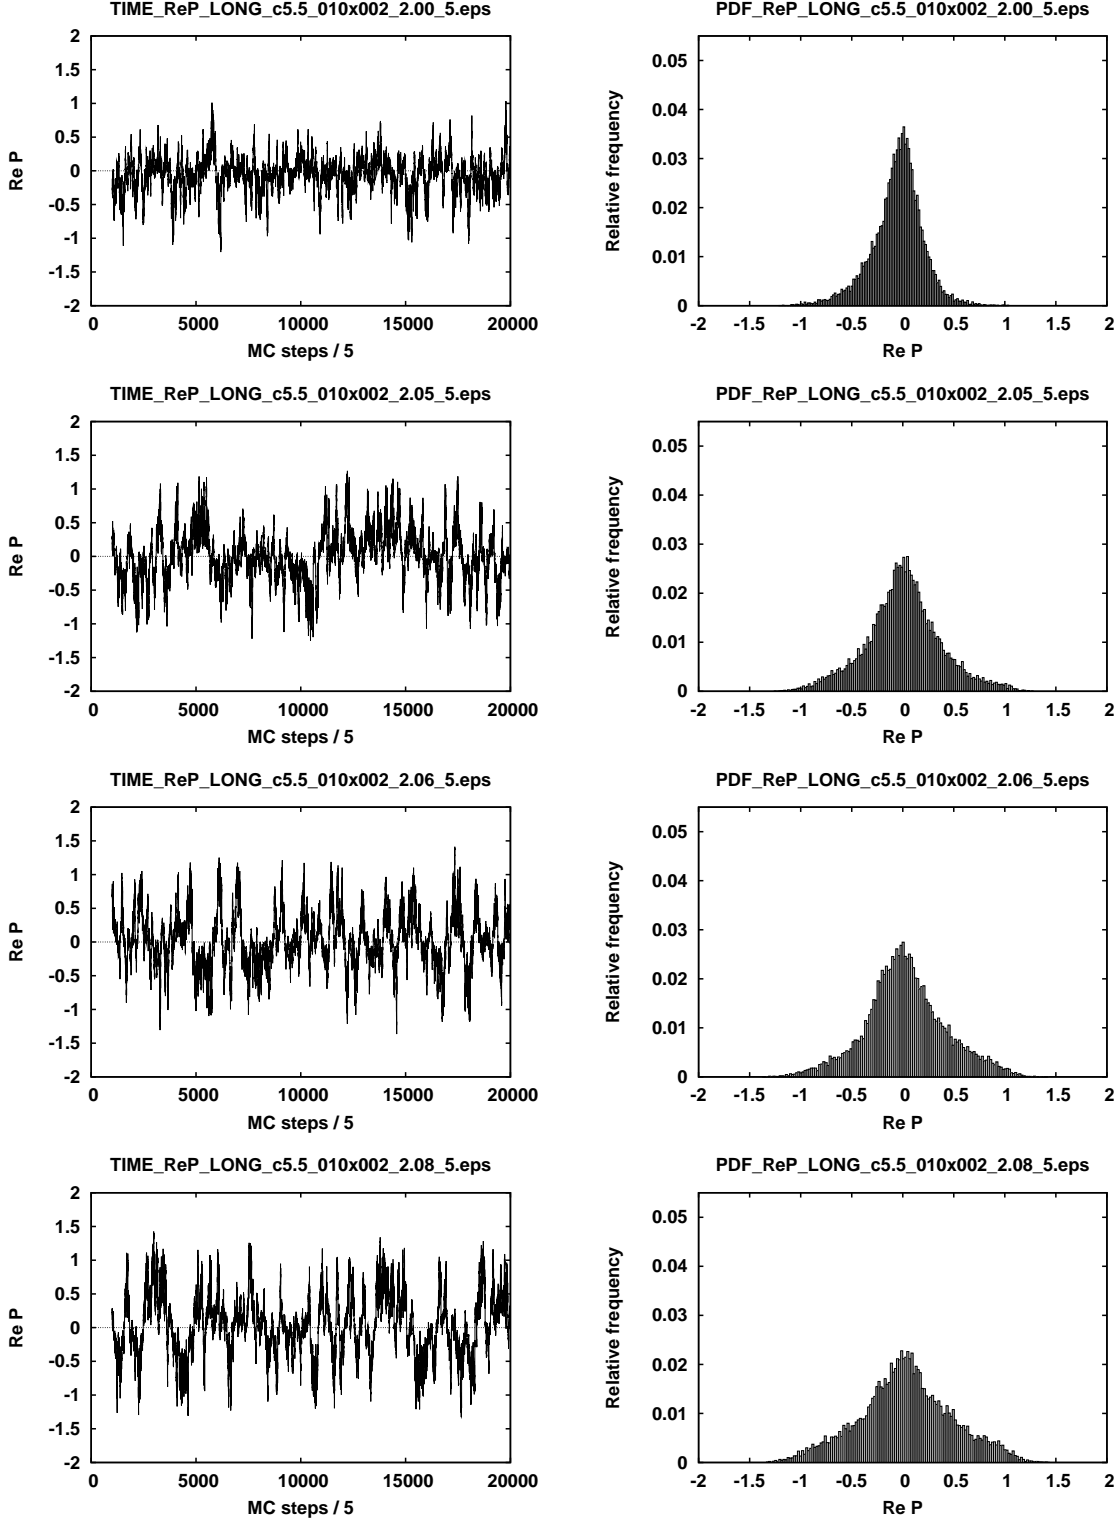 TIME_ReP_LONG_c5.5_010x002_2.00_5.eps
2
1.5
1
0.5
0
-0.5
-1
-1.5
-2
Re P
0 5000 10000 15000 20000
MC steps / 5
PDF_ReP_LONG_c5.5_010x002_2.00_5.eps
0.05
0.04
0.03
0.02
0.01
0
Relative frequency
-2 -1.5 -1 -0.5 0 0.5 1 1.5 2
Re P
TIME_ReP_LONG_c5.5_010x002_2.05_5.eps
2
1.5
1
0.5
0
-0.5
-1
-1.5
-2
Re P
0 5000 10000 15000 20000
MC steps / 5
PDF_ReP_LONG_c5.5_010x002_2.05_5.eps
0.05
0.04
0.03
0.02
0.01
0
Relative frequency
-2 -1.5 -1 -0.5 0 0.5 1 1.5 2
Re P
TIME_ReP_LONG_c5.5_010x002_2.06_5.eps
2
1.5
1
0.5
0
-0.5
-1
-1.5
-2
Re P
0 5000 10000 15000 20000
MC steps / 5
PDF_ReP_LONG_c5.5_010x002_2.06_5.eps
0.05
0.04
0.03
0.02
0.01
0
Relative frequency
-2 -1.5 -1 -0.5 0 0.5 1 1.5 2
Re P
TIME_ReP_LONG_c5.5_010x002_2.08_5.eps
2
1.5
1
0.5
0
-0.5
-1
-1.5
-2
Re P
0 5000 10000 15000 20000
MC steps / 5
PDF_ReP_LONG_c5.5_010x002_2.08_5.eps
0.05
0.04
0.03
0.02
0.01
0
Relative frequency
-2 -1.5 -1 -0.5 0 0.5 1 1.5 2
Re P